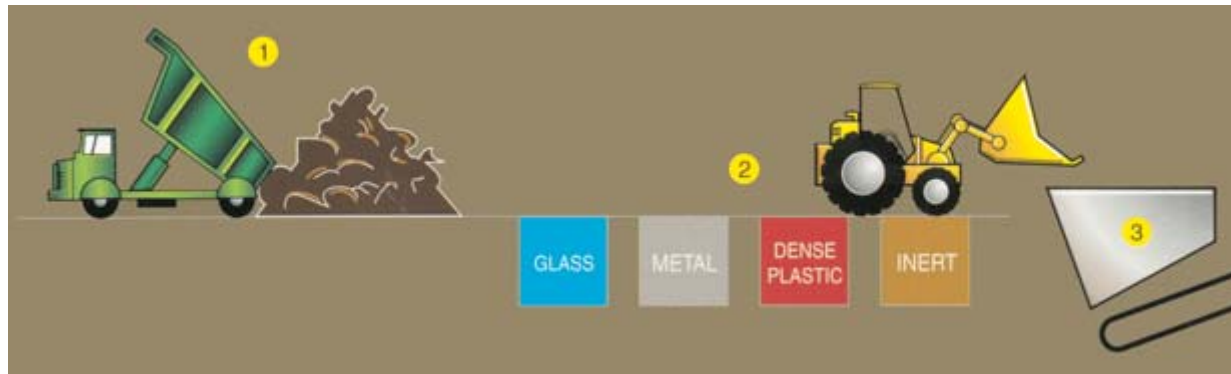 1
2
GLASS
METAL
DENSE
PLASTIC
INERT
3